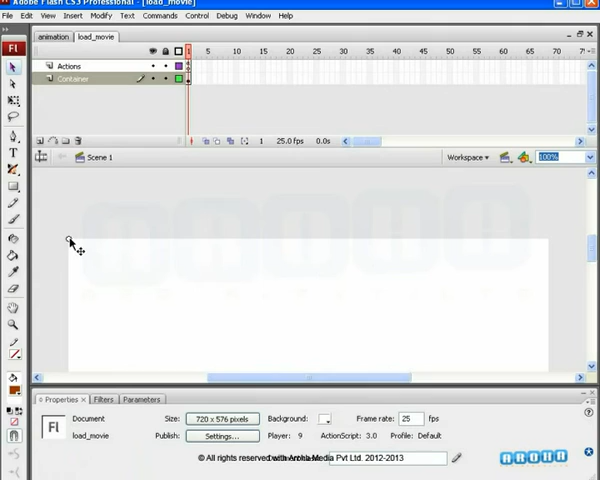 Adobe Flash CS3 Professional - [load_movie]
File Edit View Insert Modify Text Commands Control Debug Window Help
animation load_movie
1 5 10 15 20 25 30 35 40 45 50 55 60 65 70
Actions
Container
1 25.0 fps 0.0s
Scene 1 Workspace 100%
AROHA
Properties × Filters Parameters
Fl Document Size: 720 x 576 pixels Background: Frame rate: 25 fps
load_movie Publish: Settings... Player: 9 ActionScript: 3.0 Profile: Default
© All rights reserved with Aroha Media Pvt Ltd. 2012-2013
AROHA